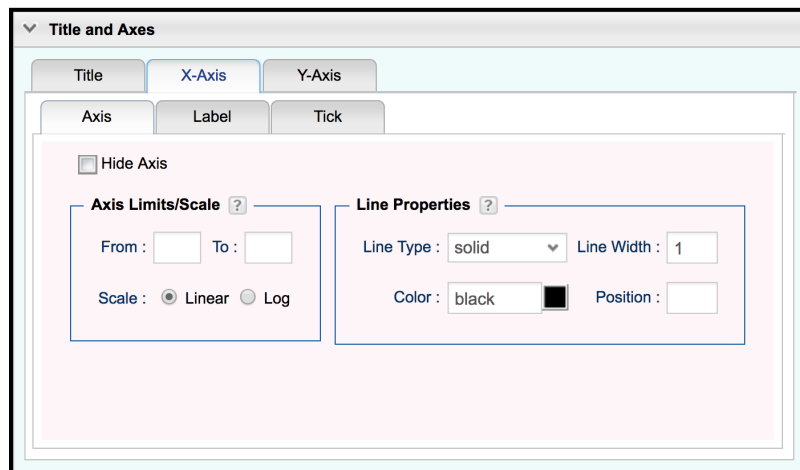 Title and Axes
Title X-Axis Y-Axis
Axis Label Tick
Hide Axis
Axis Limits/Scale ? Line Properties ?
From : To : Line Type : solid Line Width : 1
Scale : Linear Log Color : black Position :